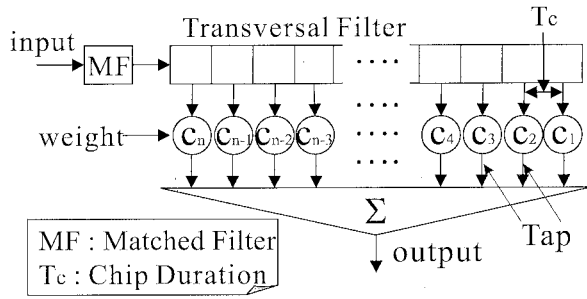 Transversal Filter
Tc
input
MF
weight
Cn Cn-1 Cn-2 Cn-3 C4 C3 C2 C1
Σ
Tap
output
MF : Matched Filter
Tc : Chip Duration